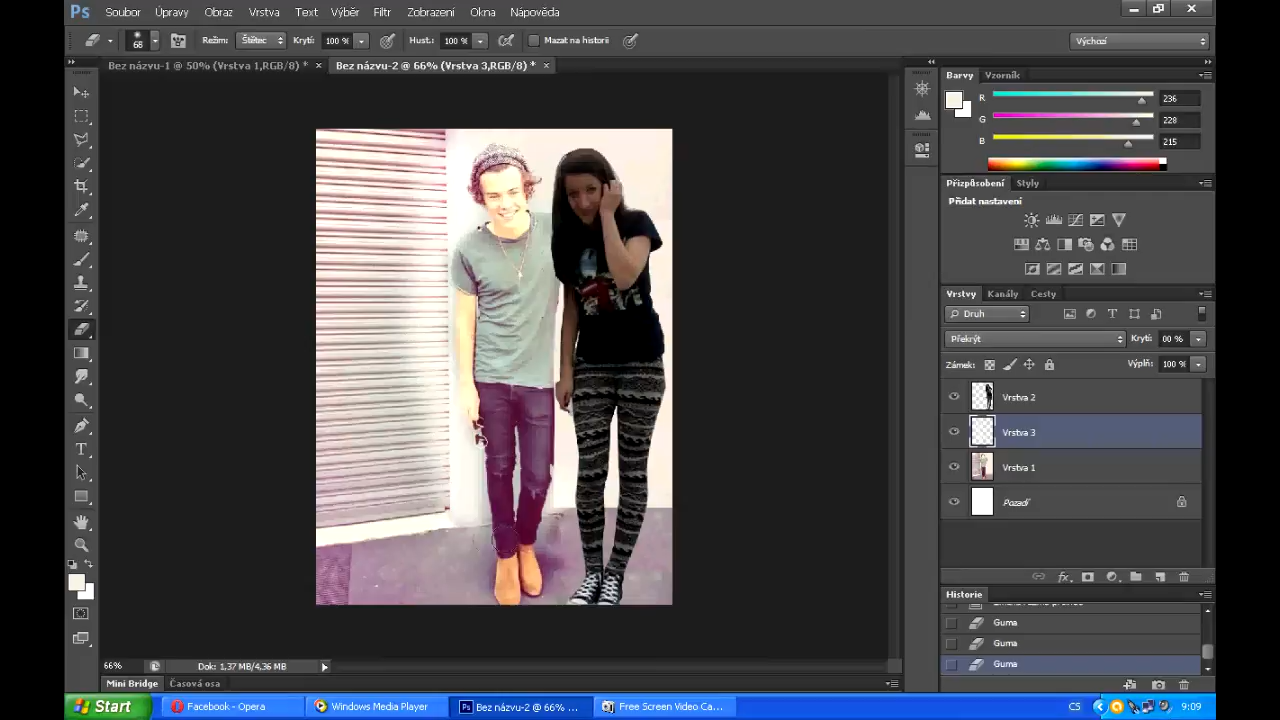 Ps Soubor Úpravy Obraz Vrstva Text Výběr Filtr Zobrazení Okna Nápověda
68 Režim: Štětec Krytí: 100 % Hust.: 100 % Mazat na historii Výchozí
Bez názvu-1 @ 50% (Vrstva 1,RGB/8) * × Bez názvu-2 @ 66% (Vrstva 3,RGB/8) * ×
Barvy Vzorník
R 236
G 228
B 215
Přizpůsobení Styly
Přidat nastavení
Vrstvy Kanály Cesty
Druh
Překrýt Krytí: 00 %
Zámek: Výplň: 100 %
Vrstva 2
Vrstva 3
Vrstva 1
Pozadí
fx
Historie
Guma
Guma
Guma
66% Dok: 1,37 MB/4,36 MB
Mini Bridge Časová osa
Start Facebook - Opera Windows Media Player Bez názvu-2 @ 66% ... Free Screen Video Ca... CS 9:09